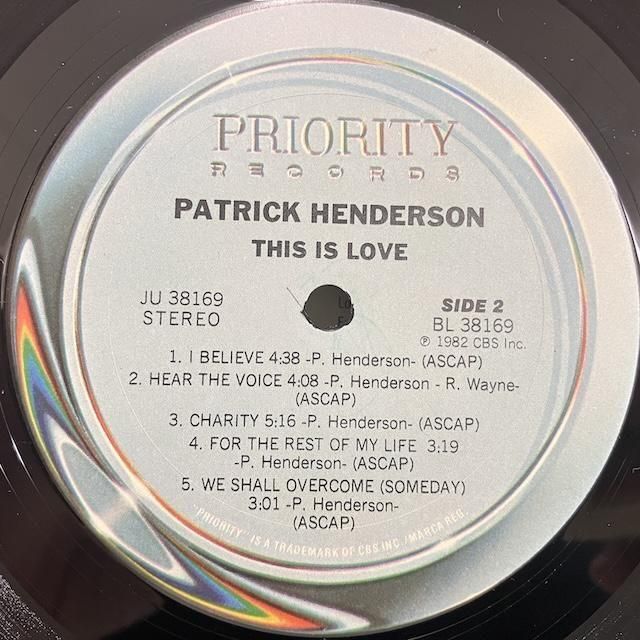 PRIORITY
RECORDS
PATRICK HENDERSON
THIS IS LOVE
JU 38169
STEREO
SIDE 2
BL 38169
℗ 1982 CBS Inc.
1. I BELIEVE 4:38 -P. Henderson- (ASCAP)
2. HEAR THE VOICE 4:08 -P. Henderson - R. Wayne-
(ASCAP)
3. CHARITY 5:16 -P. Henderson- (ASCAP)
4. FOR THE REST OF MY LIFE 3:19
-P. Henderson- (ASCAP)
5. WE SHALL OVERCOME (SOMEDAY)
3:01 -P. Henderson-
(ASCAP)
"PRIORITY" IS A TRADEMARK OF CBS INC./MARCA REG.